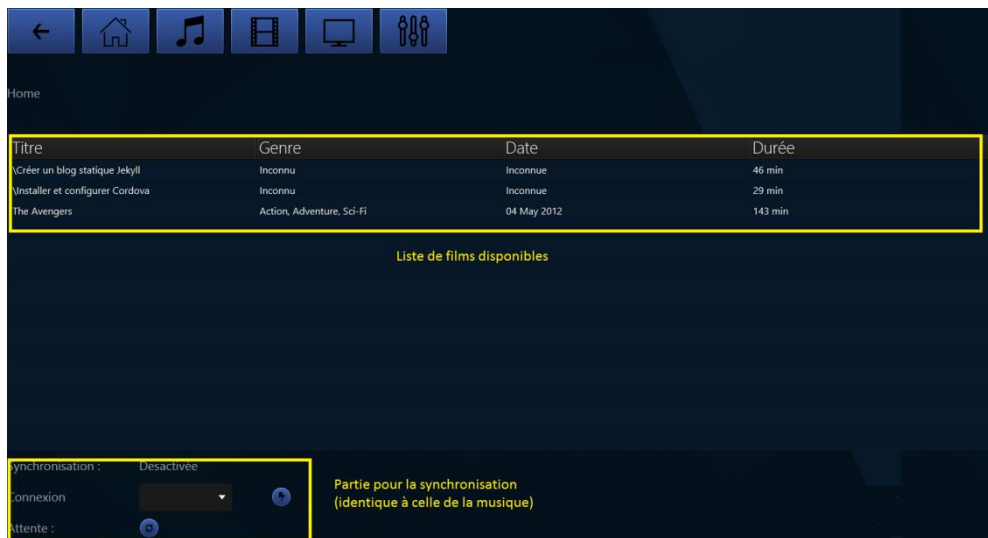 Home
Titre Genre Date Durée
\Créer un blog statique Jekyll Inconnu Inconnue 46 min
\Installer et configurer Cordova Inconnu Inconnue 29 min
The Avengers Action, Adventure, Sci-Fi 04 May 2012 143 min
Liste de films disponibles
Synchronisation : Desactivée
Connexion
Partie pour la synchronisation
(identique à celle de la musique)
Attente :